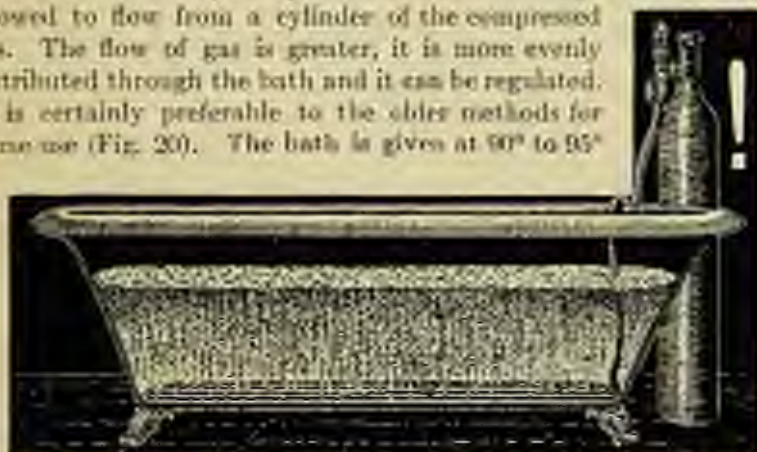 owed to flow from a cylinder of the compressed
s. The flow of gas is greater, it is more evenly
tributed through the bath and it can be regulated.
is certainly preferable to the older methods for
me use (Fig. 20). The bath is given at 90° to 95°